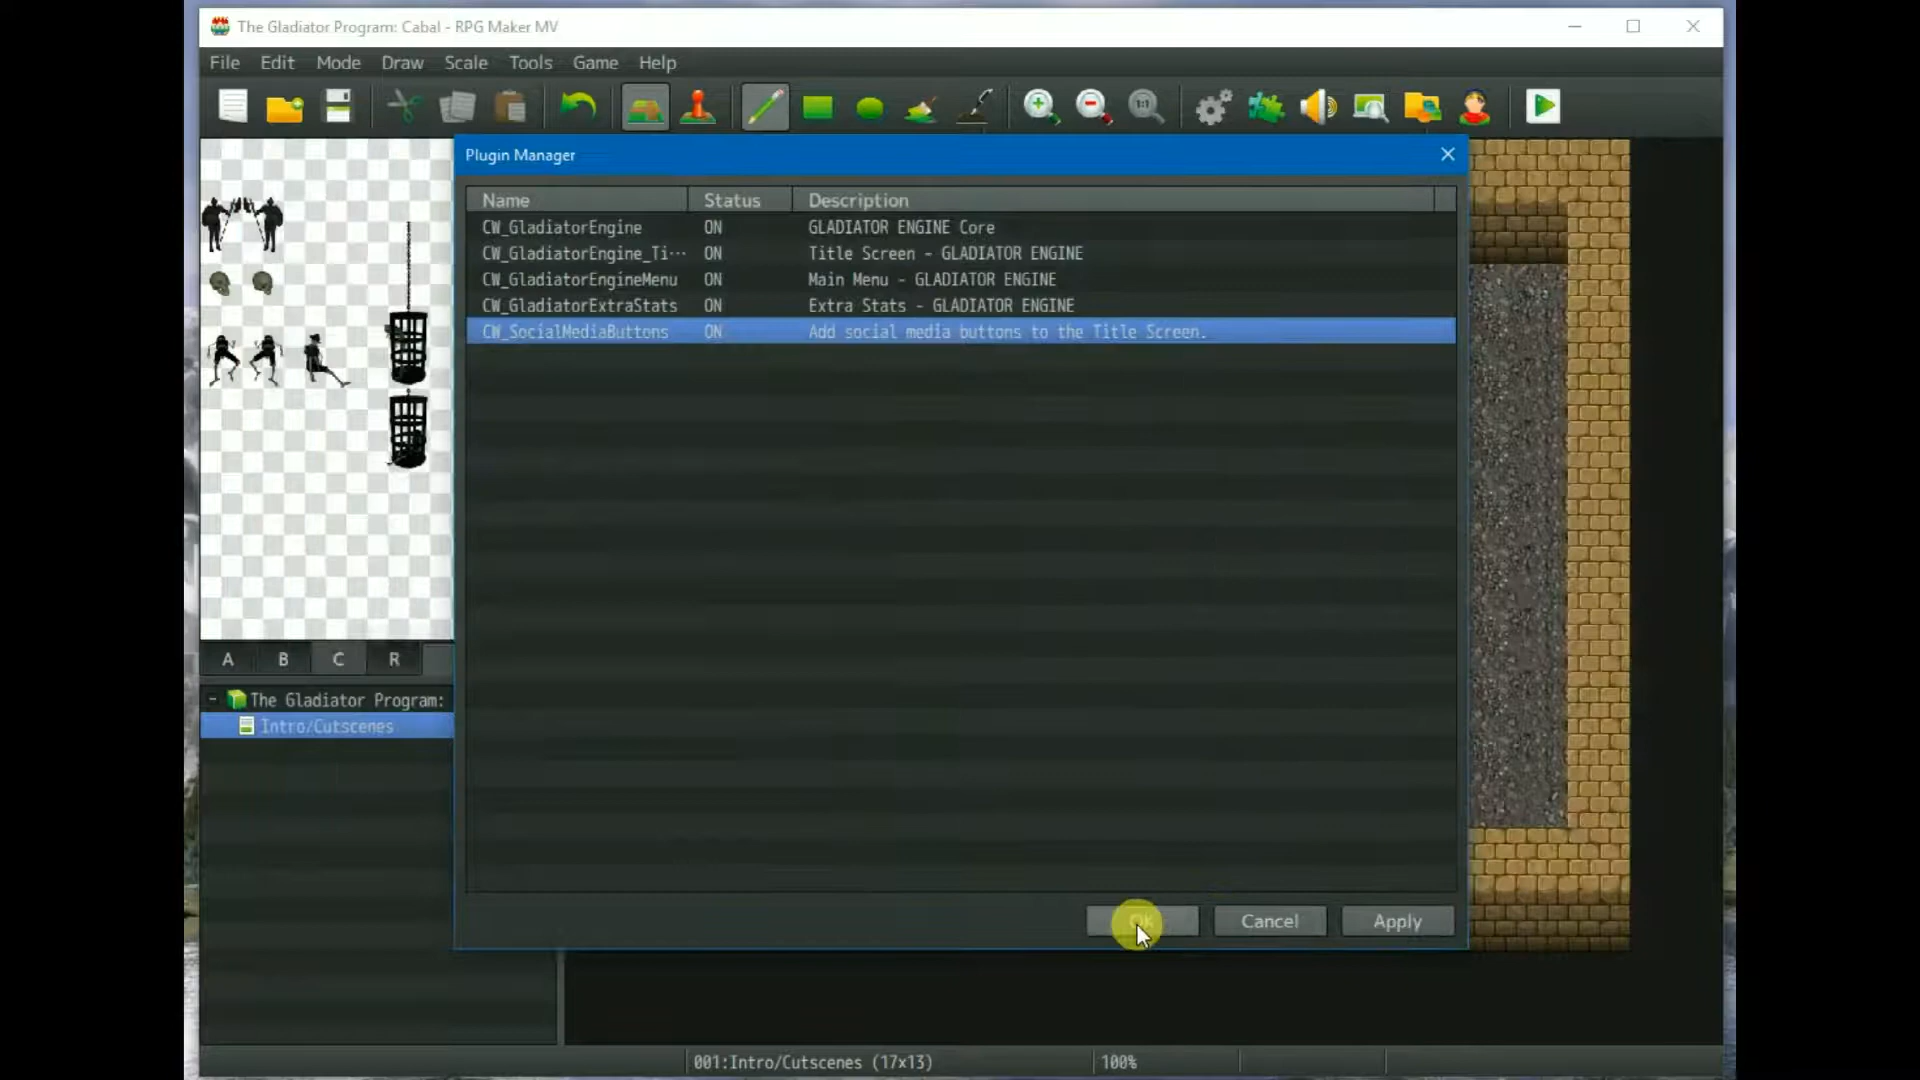 The Gladiator Program: Cabal - RPG Maker MV
File Edit Mode Draw Scale Tools Game Help
1:1
Plugin Manager
Name Status Description
CW_GladiatorEngine ON GLADIATOR ENGINE Core
CW_GladiatorEngine_Ti··· ON Title Screen - GLADIATOR ENGINE
CW_GladiatorEngineMenu ON Main Menu - GLADIATOR ENGINE
CW_GladiatorExtraStats ON Extra Stats - GLADIATOR ENGINE
CW_SocialMediaButtons ON Add social media buttons to the Title Screen.
A B C R
The Gladiator Program:
Intro/Cutscenes
OK Cancel Apply
001:Intro/Cutscenes (17x13) 100%